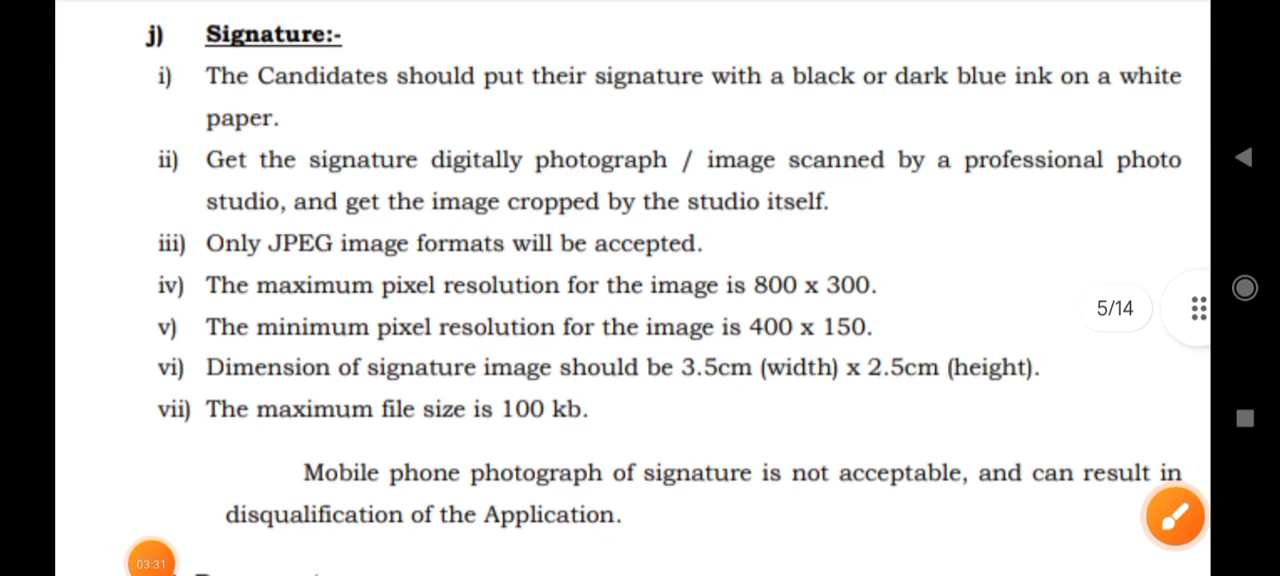 j) Signature:-
i) The Candidates should put their signature with a black or dark blue ink on a white
paper.
ii) Get the signature digitally photograph / image scanned by a professional photo
studio, and get the image cropped by the studio itself.
iii) Only JPEG image formats will be accepted.
iv) The maximum pixel resolution for the image is 800 x 300.
5/14
v) The minimum pixel resolution for the image is 400 x 150.
vi) Dimension of signature image should be 3.5cm (width) x 2.5cm (height).
vii) The maximum file size is 100 kb.
Mobile phone photograph of signature is not acceptable, and can result in
disqualification of the Application.
03:31